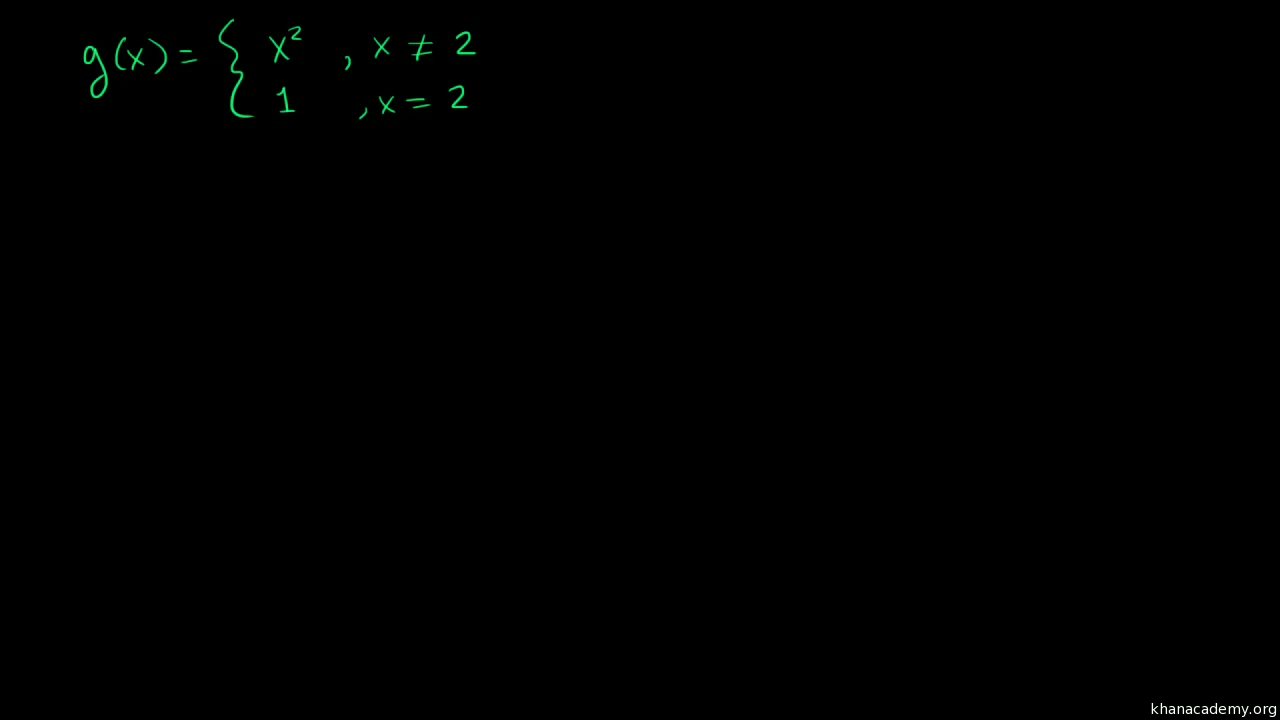 g(x) = { x² , x ≠ 2
1 , x = 2
khanacademy.org